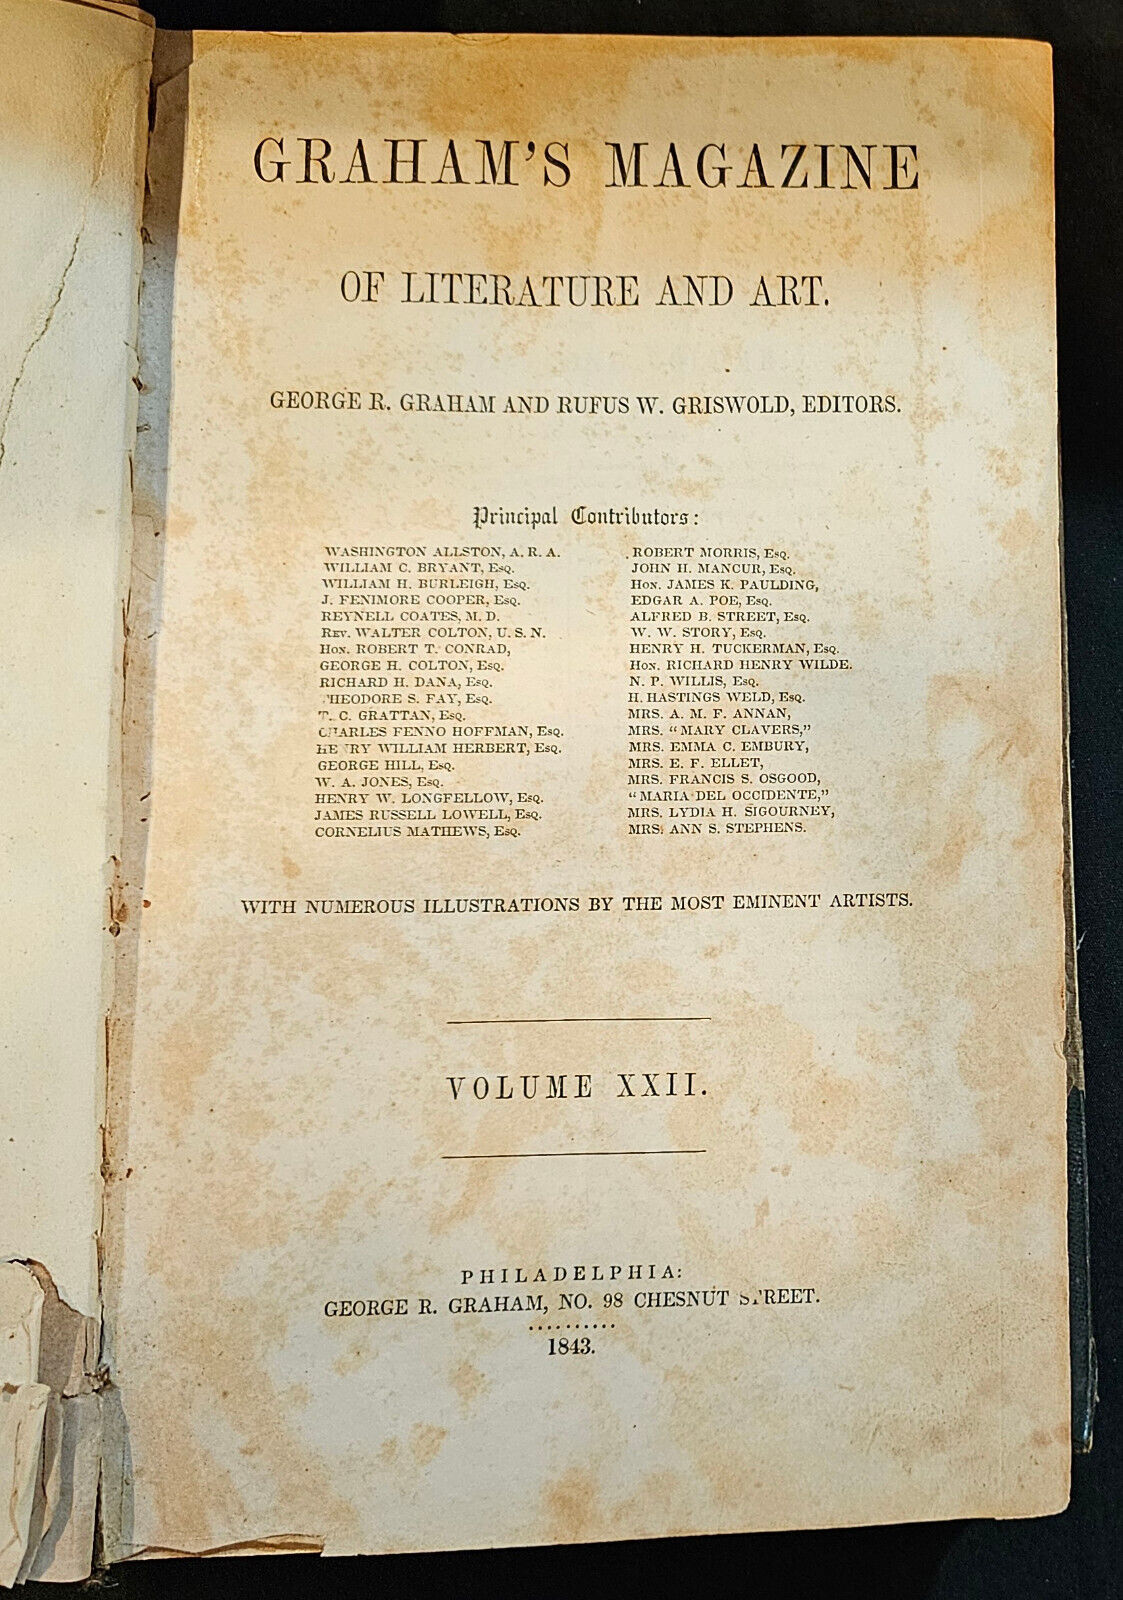 GRAHAM'S MAGAZINE
OF LITERATURE AND ART.
GEORGE R. GRAHAM AND RUFUS W. GRISWOLD, EDITORS.
Principal Contributors:
WASHINGTON ALLSTON, A. R. A.
WILLIAM C. BRYANT, Esq.
WILLIAM H. BURLEIGH, Esq.
J. FENIMORE COOPER, Esq.
REYNELL COATES, M. D.
Rev. WALTER COLTON, U. S. N.
Hon. ROBERT T. CONRAD,
GEORGE H. COLTON, Esq.
RICHARD H. DANA, Esq.
THEODORE S. FAY, Esq.
T. C. GRATTAN, Esq.
CHARLES FENNO HOFFMAN, Esq.
HENRY WILLIAM HERBERT, Esq.
GEORGE HILL, Esq.
W. A. JONES, Esq.
HENRY W. LONGFELLOW, Esq.
JAMES RUSSELL LOWELL, Esq.
CORNELIUS MATHEWS, Esq.
ROBERT MORRIS, Esq.
JOHN H. MANCUR, Esq.
Hon. JAMES K. PAULDING,
EDGAR A. POE, Esq.
ALFRED B. STREET, Esq.
W. W. STORY, Esq.
HENRY H. TUCKERMAN, Esq.
Hon. RICHARD HENRY WILDE.
N. P. WILLIS, Esq.
H. HASTINGS WELD, Esq.
MRS. A. M. F. ANNAN,
MRS. "MARY CLAVERS,"
MRS. EMMA C. EMBURY,
MRS. E. F. ELLET,
MRS. FRANCIS S. OSGOOD,
"MARIA DEL OCCIDENTE,"
MRS. LYDIA H. SIGOURNEY,
MRS. ANN S. STEPHENS.
WITH NUMEROUS ILLUSTRATIONS BY THE MOST EMINENT ARTISTS.
VOLUME XXII.
PHILADELPHIA:
GEORGE R. GRAHAM, NO. 98 CHESNUT STREET.
..........
1843.